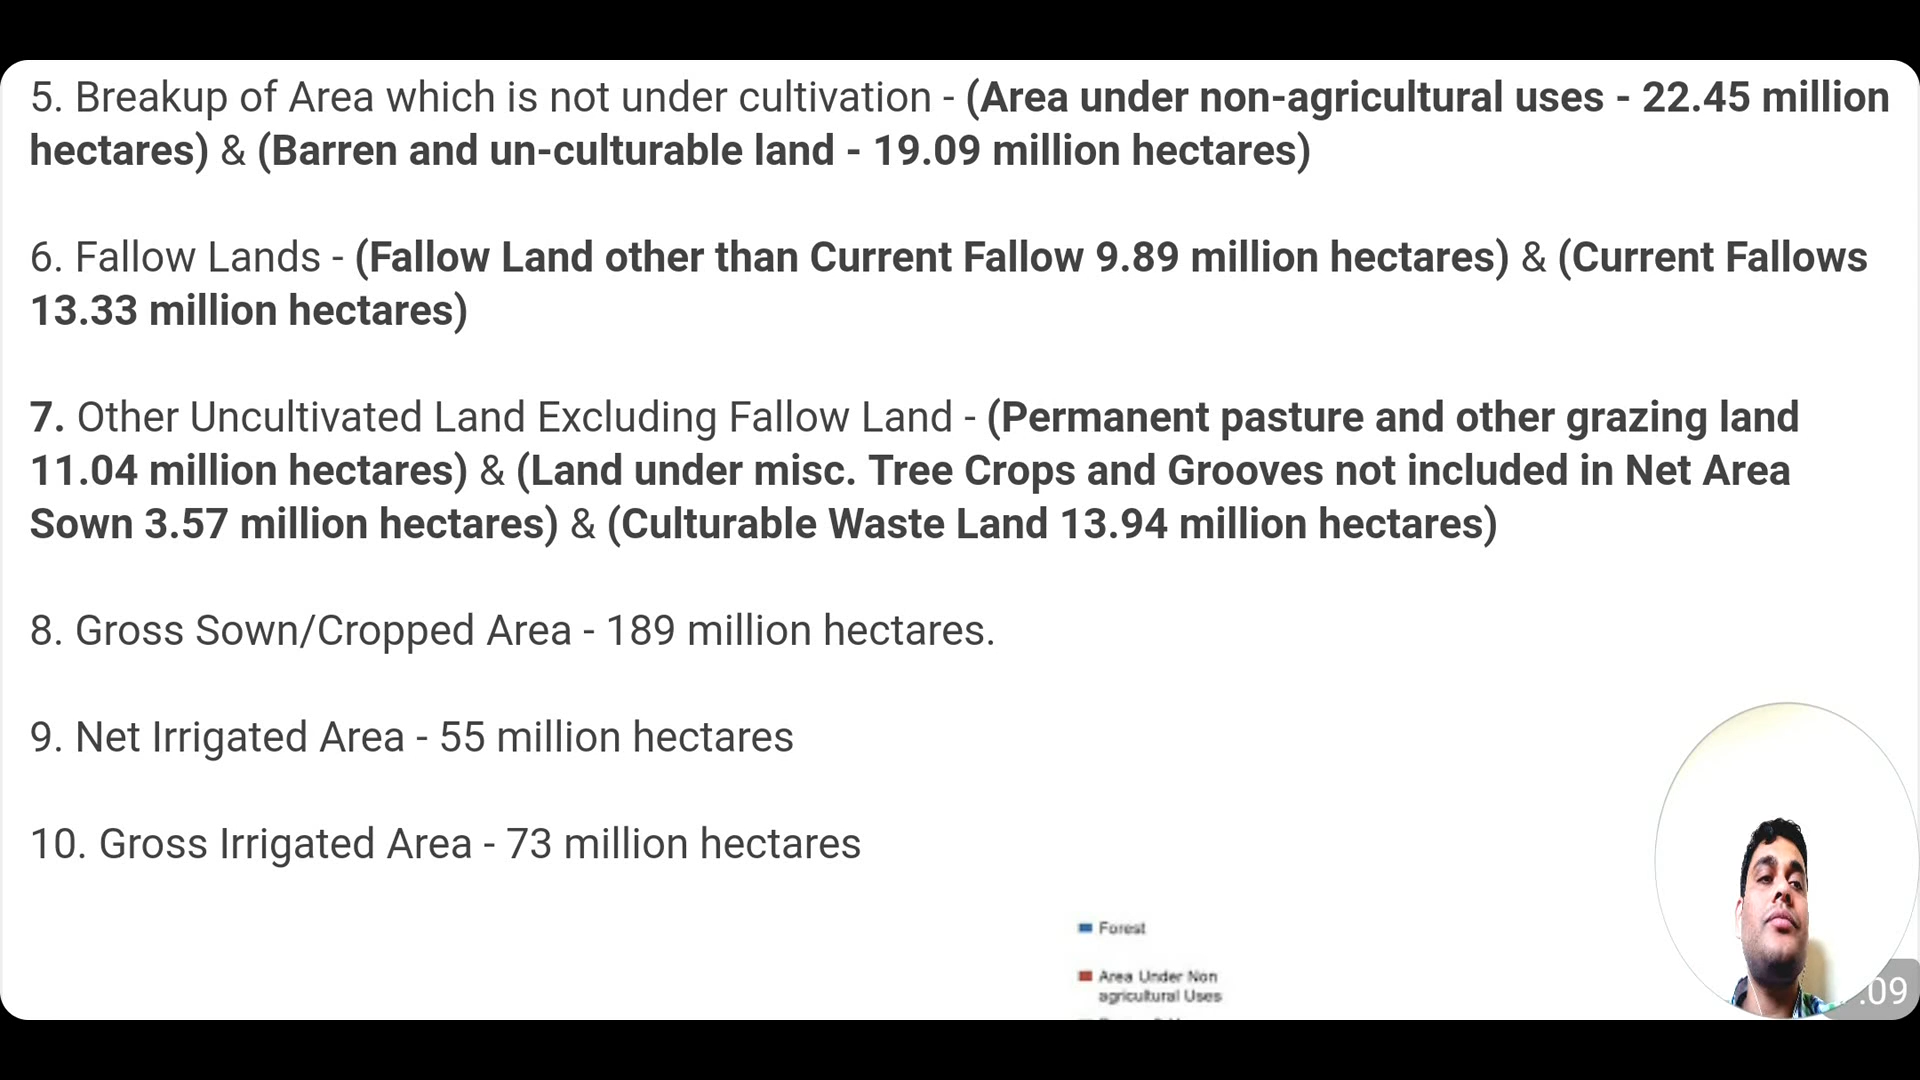 5. Breakup of Area which is not under cultivation - (Area under non-agricultural uses - 22.45 million
hectares) & (Barren and un-culturable land - 19.09 million hectares)
6. Fallow Lands - (Fallow Land other than Current Fallow 9.89 million hectares) & (Current Fallows
13.33 million hectares)
7. Other Uncultivated Land Excluding Fallow Land - (Permanent pasture and other grazing land
11.04 million hectares) & (Land under misc. Tree Crops and Grooves not included in Net Area
Sown 3.57 million hectares) & (Culturable Waste Land 13.94 million hectares)
8. Gross Sown/Cropped Area - 189 million hectares.
9. Net Irrigated Area - 55 million hectares
10. Gross Irrigated Area - 73 million hectares
Forest
Area Under Non
agricultural Uses
:09